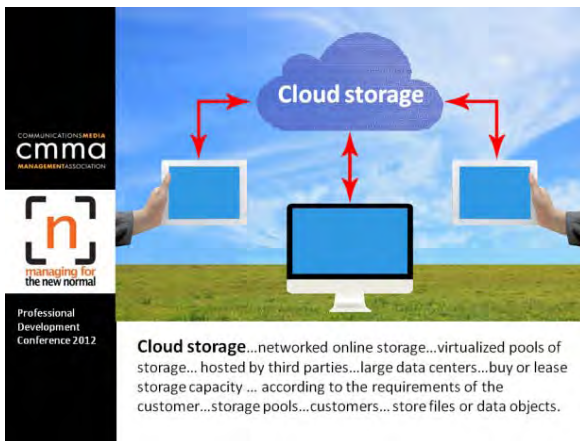 Cloud storage
COMMUNICATIONSMEDIA
cmma
MANAGEMENTASSOCIATION
[n]
managing for
the new normal
Professional
Development
Conference 2012
Cloud storage...networked online storage...virtualized pools of
storage... hosted by third parties...large data centers...buy or lease
storage capacity ... according to the requirements of the
customer...storage pools...customers... store files or data objects.